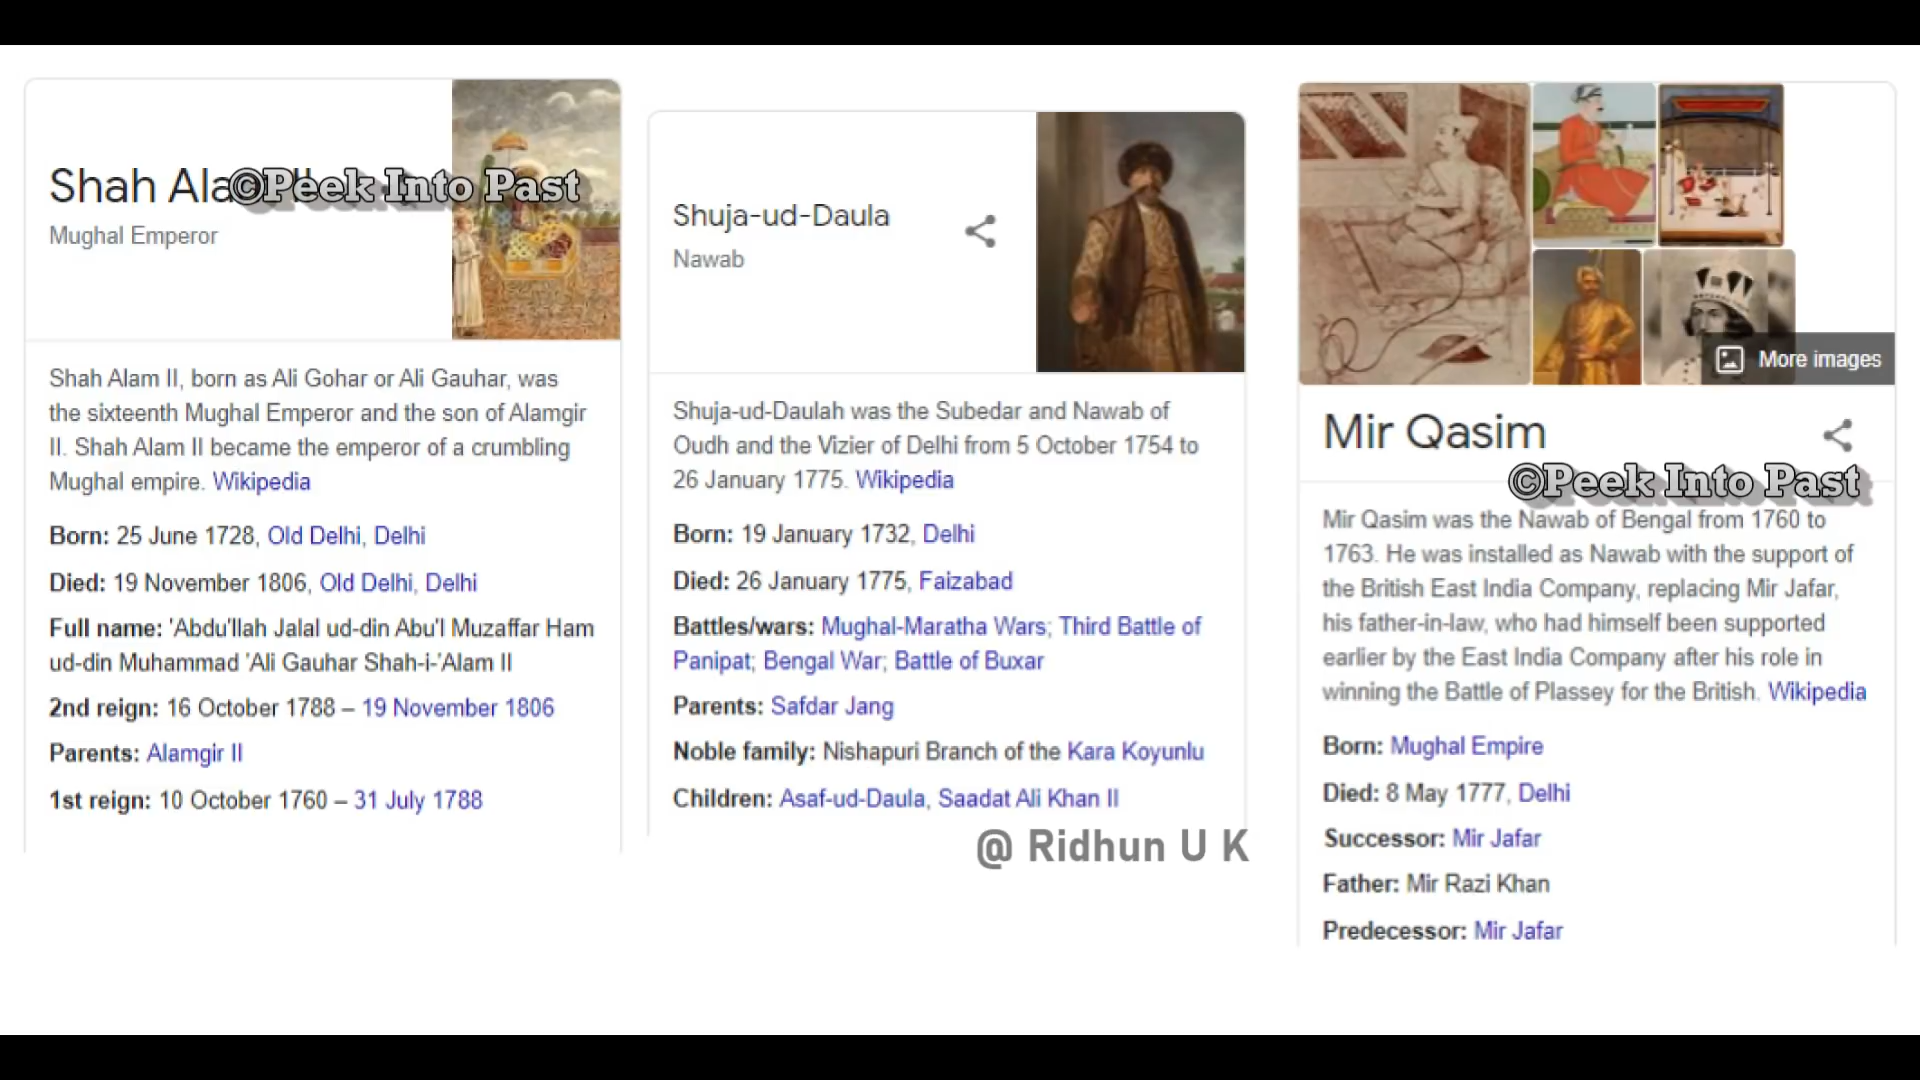 Shah Ala
©Peek Into Past
Mughal Emperor
Shah Alam II, born as Ali Gohar or Ali Gauhar, was
the sixteenth Mughal Emperor and the son of Alamgir
II. Shah Alam II became the emperor of a crumbling
Mughal empire. Wikipedia
Born: 25 June 1728, Old Delhi, Delhi
Died: 19 November 1806, Old Delhi, Delhi
Full name: 'Abdu'llah Jalal ud-din Abu'l Muzaffar Ham
ud-din Muhammad 'Ali Gauhar Shah-i-'Alam II
2nd reign: 16 October 1788 – 19 November 1806
Parents: Alamgir II
1st reign: 10 October 1760 – 31 July 1788
Shuja-ud-Daula
Nawab
Shuja-ud-Daulah was the Subedar and Nawab of
Oudh and the Vizier of Delhi from 5 October 1754 to
26 January 1775. Wikipedia
Born: 19 January 1732, Delhi
Died: 26 January 1775, Faizabad
Battles/wars: Mughal-Maratha Wars; Third Battle of
Panipat; Bengal War; Battle of Buxar
Parents: Safdar Jang
Noble family: Nishapuri Branch of the Kara Koyunlu
Children: Asaf-ud-Daula, Saadat Ali Khan II
@ Ridhun U K
More images
Mir Qasim
©Peek Into Past
Mir Qasim was the Nawab of Bengal from 1760 to
1763. He was installed as Nawab with the support of
the British East India Company, replacing Mir Jafar,
his father-in-law, who had himself been supported
earlier by the East India Company after his role in
winning the Battle of Plassey for the British. Wikipedia
Born: Mughal Empire
Died: 8 May 1777, Delhi
Successor: Mir Jafar
Father: Mir Razi Khan
Predecessor: Mir Jafar